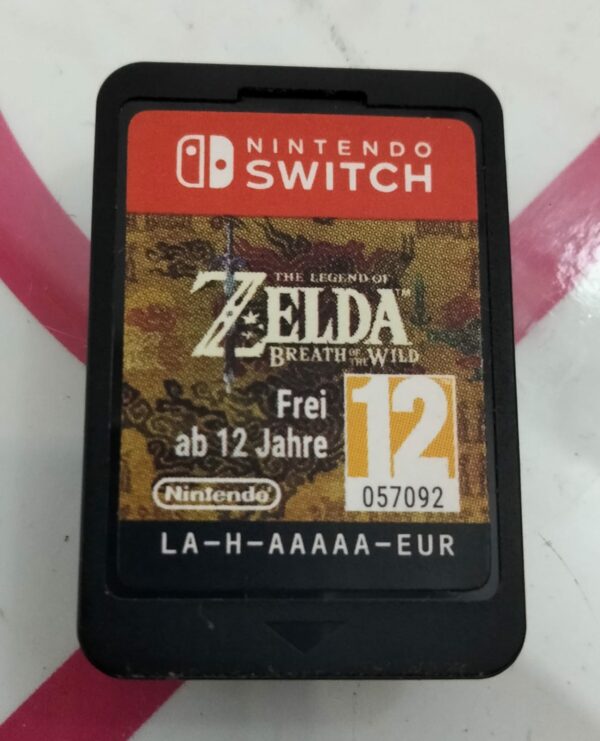 NINTENDO
SWITCH
THE LEGEND OF
ZELDA™
BREATH OF THE WILD
Frei
ab 12 Jahre
12
057092
Nintendo
LA-H-AAAAA-EUR